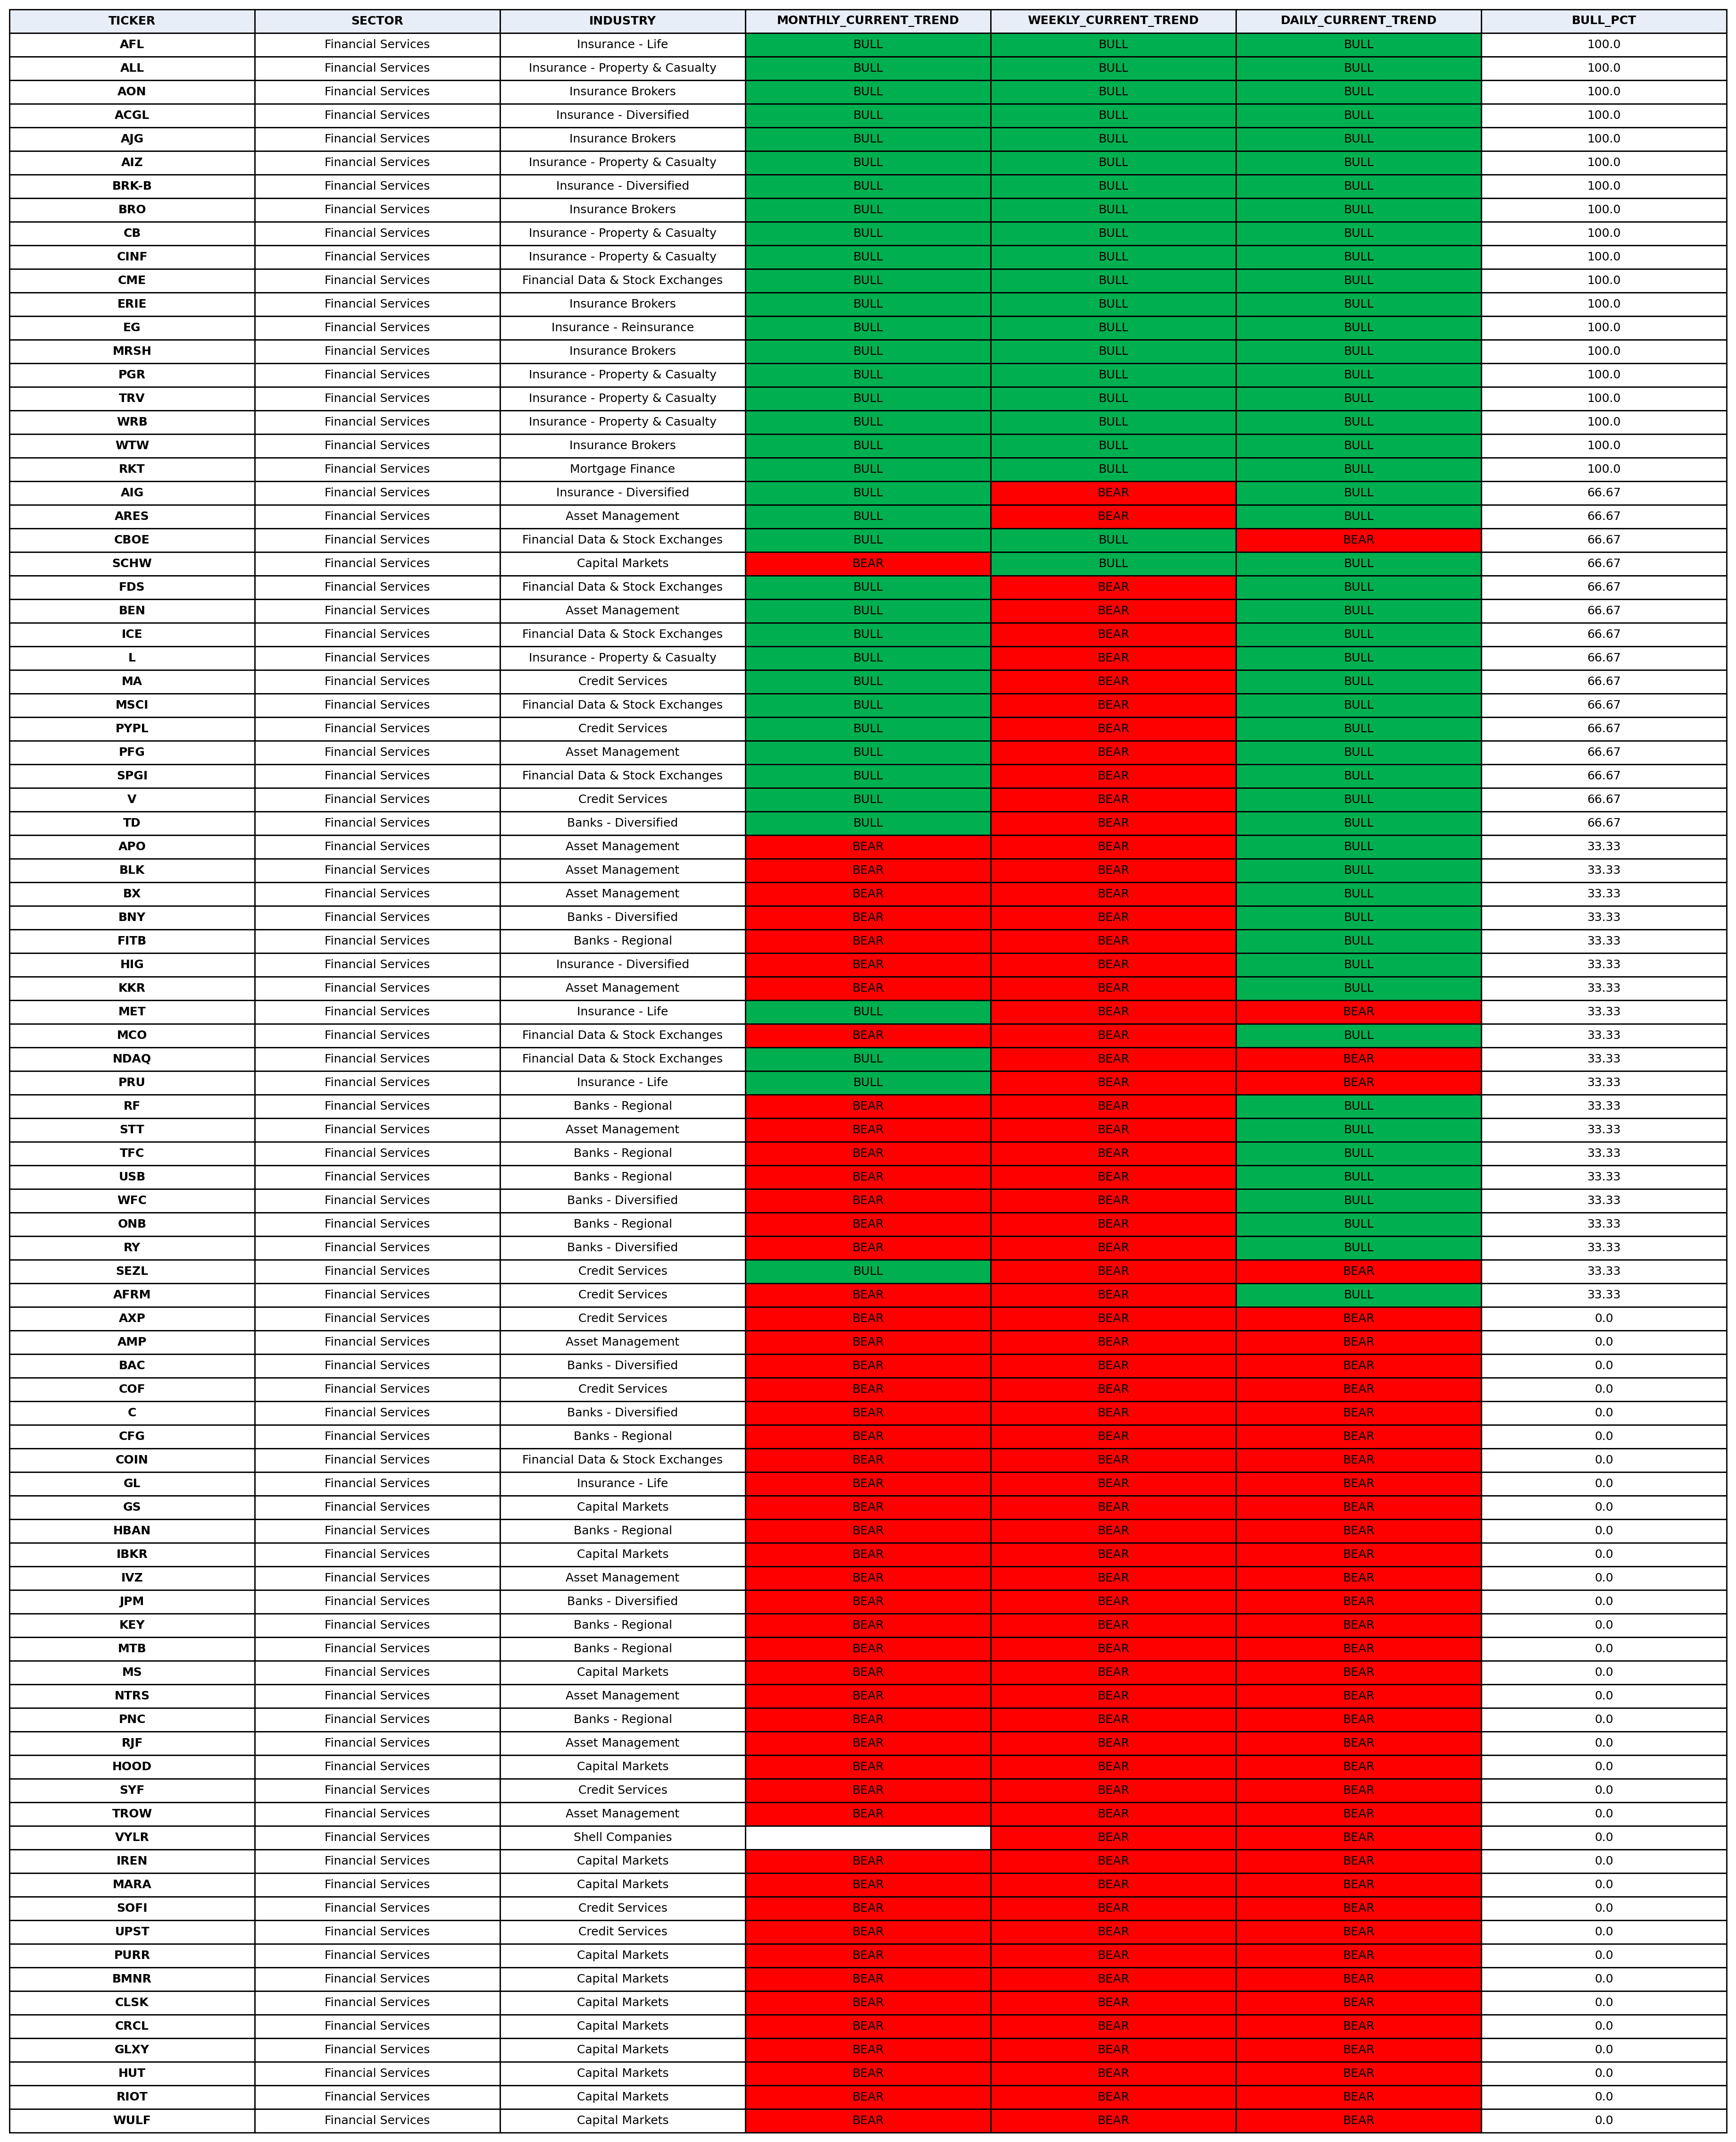 TICKER SECTOR INDUSTRY MONTHLY_CURRENT_TREND WEEKLY_CURRENT_TREND DAILY_CURRENT_TREND BULL_PCT
AFL Financial Services Insurance - Life BULL BULL BULL 100.0
ALL Financial Services Insurance - Property & Casualty BULL BULL BULL 100.0
AON Financial Services Insurance Brokers BULL BULL BULL 100.0
ACGL Financial Services Insurance - Diversified BULL BULL BULL 100.0
AJG Financial Services Insurance Brokers BULL BULL BULL 100.0
AIZ Financial Services Insurance - Property & Casualty BULL BULL BULL 100.0
BRK-B Financial Services Insurance - Diversified BULL BULL BULL 100.0
BRO Financial Services Insurance Brokers BULL BULL BULL 100.0
CB Financial Services Insurance - Property & Casualty BULL BULL BULL 100.0
CINF Financial Services Insurance - Property & Casualty BULL BULL BULL 100.0
CME Financial Services Financial Data & Stock Exchanges BULL BULL BULL 100.0
ERIE Financial Services Insurance Brokers BULL BULL BULL 100.0
EG Financial Services Insurance - Reinsurance BULL BULL BULL 100.0
MRSH Financial Services Insurance Brokers BULL BULL BULL 100.0
PGR Financial Services Insurance - Property & Casualty BULL BULL BULL 100.0
TRV Financial Services Insurance - Property & Casualty BULL BULL BULL 100.0
WRB Financial Services Insurance - Property & Casualty BULL BULL BULL 100.0
WTW Financial Services Insurance Brokers BULL BULL BULL 100.0
RKT Financial Services Mortgage Finance BULL BULL BULL 100.0
AIG Financial Services Insurance - Diversified BULL BEAR BULL 66.67
ARES Financial Services Asset Management BULL BEAR BULL 66.67
CBOE Financial Services Financial Data & Stock Exchanges BULL BULL BEAR 66.67
SCHW Financial Services Capital Markets BEAR BULL BULL 66.67
FDS Financial Services Financial Data & Stock Exchanges BULL BEAR BULL 66.67
BEN Financial Services Asset Management BULL BEAR BULL 66.67
ICE Financial Services Financial Data & Stock Exchanges BULL BEAR BULL 66.67
L Financial Services Insurance - Property & Casualty BULL BEAR BULL 66.67
MA Financial Services Credit Services BULL BEAR BULL 66.67
MSCI Financial Services Financial Data & Stock Exchanges BULL BEAR BULL 66.67
PYPL Financial Services Credit Services BULL BEAR BULL 66.67
PFG Financial Services Asset Management BULL BEAR BULL 66.67
SPGI Financial Services Financial Data & Stock Exchanges BULL BEAR BULL 66.67
V Financial Services Credit Services BULL BEAR BULL 66.67
TD Financial Services Banks - Diversified BULL BEAR BULL 66.67
APO Financial Services Asset Management BEAR BEAR BULL 33.33
BLK Financial Services Asset Management BEAR BEAR BULL 33.33
BX Financial Services Asset Management BEAR BEAR BULL 33.33
BNY Financial Services Banks - Diversified BEAR BEAR BULL 33.33
FITB Financial Services Banks - Regional BEAR BEAR BULL 33.33
HIG Financial Services Insurance - Diversified BEAR BEAR BULL 33.33
KKR Financial Services Asset Management BEAR BEAR BULL 33.33
MET Financial Services Insurance - Life BULL BEAR BEAR 33.33
MCO Financial Services Financial Data & Stock Exchanges BEAR BEAR BULL 33.33
NDAQ Financial Services Financial Data & Stock Exchanges BULL BEAR BEAR 33.33
PRU Financial Services Insurance - Life BULL BEAR BEAR 33.33
RF Financial Services Banks - Regional BEAR BEAR BULL 33.33
STT Financial Services Asset Management BEAR BEAR BULL 33.33
TFC Financial Services Banks - Regional BEAR BEAR BULL 33.33
USB Financial Services Banks - Regional BEAR BEAR BULL 33.33
WFC Financial Services Banks - Diversified BEAR BEAR BULL 33.33
ONB Financial Services Banks - Regional BEAR BEAR BULL 33.33
RY Financial Services Banks - Diversified BEAR BEAR BULL 33.33
SEZL Financial Services Credit Services BULL BEAR BEAR 33.33
AFRM Financial Services Credit Services BEAR BEAR BULL 33.33
AXP Financial Services Credit Services BEAR BEAR BEAR 0.0
AMP Financial Services Asset Management BEAR BEAR BEAR 0.0
BAC Financial Services Banks - Diversified BEAR BEAR BEAR 0.0
COF Financial Services Credit Services BEAR BEAR BEAR 0.0
C Financial Services Banks - Diversified BEAR BEAR BEAR 0.0
CFG Financial Services Banks - Regional BEAR BEAR BEAR 0.0
COIN Financial Services Financial Data & Stock Exchanges BEAR BEAR BEAR 0.0
GL Financial Services Insurance - Life BEAR BEAR BEAR 0.0
GS Financial Services Capital Markets BEAR BEAR BEAR 0.0
HBAN Financial Services Banks - Regional BEAR BEAR BEAR 0.0
IBKR Financial Services Capital Markets BEAR BEAR BEAR 0.0
IVZ Financial Services Asset Management BEAR BEAR BEAR 0.0
JPM Financial Services Banks - Diversified BEAR BEAR BEAR 0.0
KEY Financial Services Banks - Regional BEAR BEAR BEAR 0.0
MTB Financial Services Banks - Regional BEAR BEAR BEAR 0.0
MS Financial Services Capital Markets BEAR BEAR BEAR 0.0
NTRS Financial Services Asset Management BEAR BEAR BEAR 0.0
PNC Financial Services Banks - Regional BEAR BEAR BEAR 0.0
RJF Financial Services Asset Management BEAR BEAR BEAR 0.0
HOOD Financial Services Capital Markets BEAR BEAR BEAR 0.0
SYF Financial Services Credit Services BEAR BEAR BEAR 0.0
TROW Financial Services Asset Management BEAR BEAR BEAR 0.0
VYLR Financial Services Shell Companies BEAR BEAR 0.0
IREN Financial Services Capital Markets BEAR BEAR BEAR 0.0
MARA Financial Services Capital Markets BEAR BEAR BEAR 0.0
SOFI Financial Services Credit Services BEAR BEAR BEAR 0.0
UPST Financial Services Credit Services BEAR BEAR BEAR 0.0
PURR Financial Services Capital Markets BEAR BEAR BEAR 0.0
BMNR Financial Services Capital Markets BEAR BEAR BEAR 0.0
CLSK Financial Services Capital Markets BEAR BEAR BEAR 0.0
CRCL Financial Services Capital Markets BEAR BEAR BEAR 0.0
GLXY Financial Services Capital Markets BEAR BEAR BEAR 0.0
HUT Financial Services Capital Markets BEAR BEAR BEAR 0.0
RIOT Financial Services Capital Markets BEAR BEAR BEAR 0.0
WULF Financial Services Capital Markets BEAR BEAR BEAR 0.0